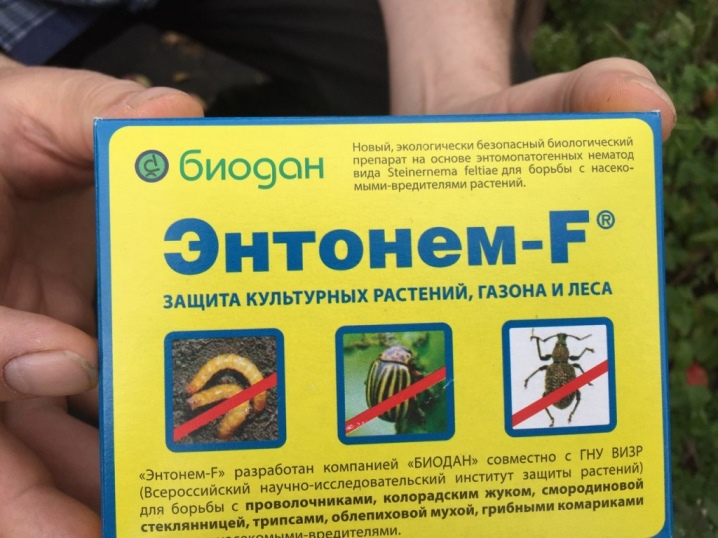 биодан
Новый, экологически безопасный биологический
препарат на основе энтомопатогенных нематод
вида Steinernema feltiae для борьбы с насеко-
мыми-вредителями растений.
Энтонем-F®
ЗАЩИТА КУЛЬТУРНЫХ РАСТЕНИЙ, ГАЗОНА И ЛЕСА
«Энтонем-F» разработан компанией «БИОДАН» совместно с ГНУ ВИЗР
(Всероссийский научно-исследовательский институт защиты растений)
для борьбы с проволочниками, колорадским жуком, смородиновой
стеклянницей, трипсами, облепиховой мухой, грибными комариками
насекомыми-вредителями.